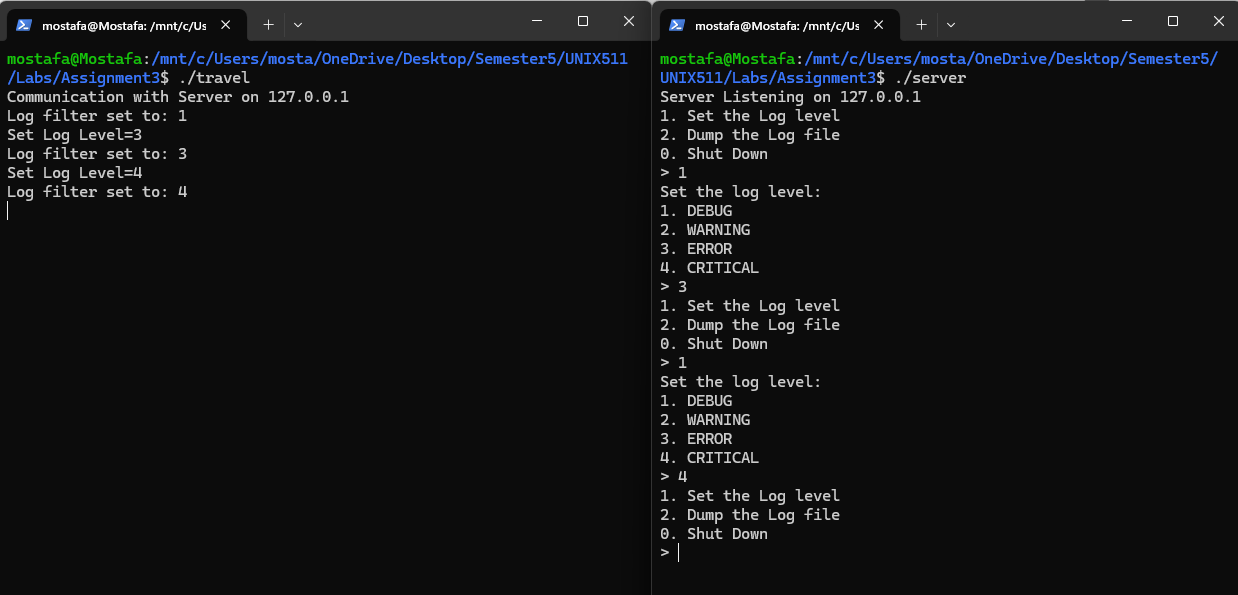 mostafa@Mostafa: /mnt/c/Us
mostafa@Mostafa:/mnt/c/Users/mosta/OneDrive/Desktop/Semester5/UNIX511
/Labs/Assignment3$ ./travel
Communication with Server on 127.0.0.1
Log filter set to: 1
Set Log Level=3
Log filter set to: 3
Set Log Level=4
Log filter set to: 4
mostafa@Mostafa: /mnt/c/Us
mostafa@Mostafa:/mnt/c/Users/mosta/OneDrive/Desktop/Semester5/
UNIX511/Labs/Assignment3$ ./server
Server Listening on 127.0.0.1
1. Set the Log level
2. Dump the Log file
0. Shut Down
> 1
Set the log level:
1. DEBUG
2. WARNING
3. ERROR
4. CRITICAL
> 3
1. Set the Log level
2. Dump the Log file
0. Shut Down
> 1
Set the log level:
1. DEBUG
2. WARNING
3. ERROR
4. CRITICAL
> 4
1. Set the Log level
2. Dump the Log file
0. Shut Down
>